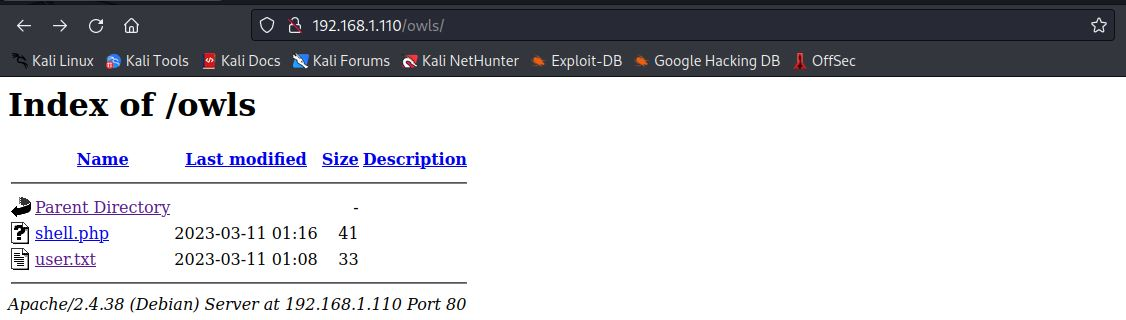 192.168.1.110/owls/
Kali Linux Kali Tools Kali Docs Kali Forums Kali NetHunter Exploit-DB Google Hacking DB OffSec
Index of /owls
Name Last modified Size Description
Parent Directory -
shell.php 2023-03-11 01:16 41
user.txt 2023-03-11 01:08 33
Apache/2.4.38 (Debian) Server at 192.168.1.110 Port 80